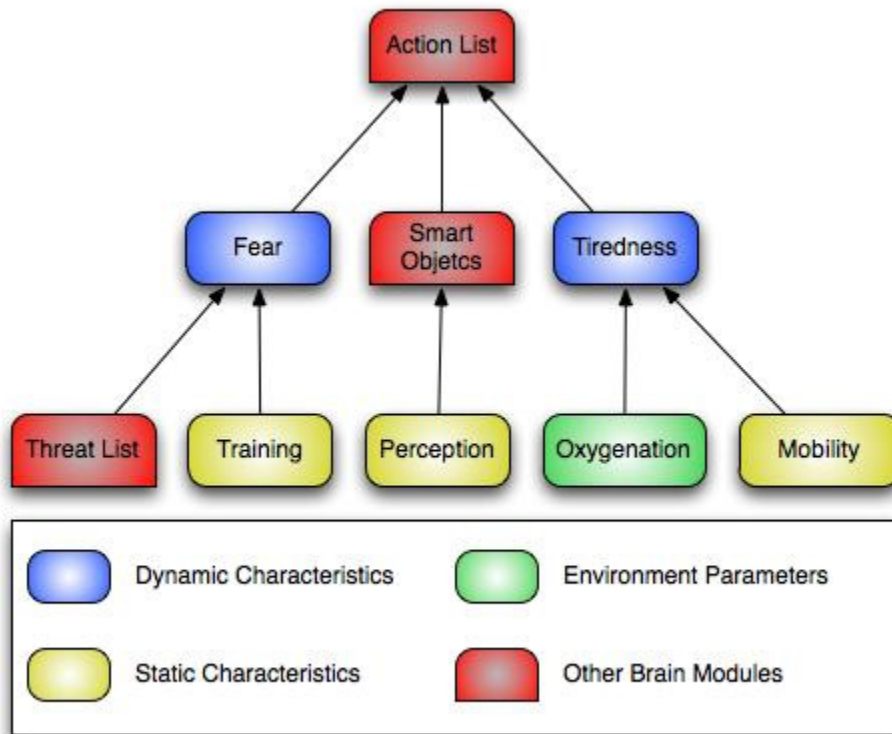 Action List
Fear
Smart
Objetcs
Tiredness
Threat List
Training
Perception
Oxygenation
Mobility
Dynamic Characteristics
Environment Parameters
Static Characteristics
Other Brain Modules